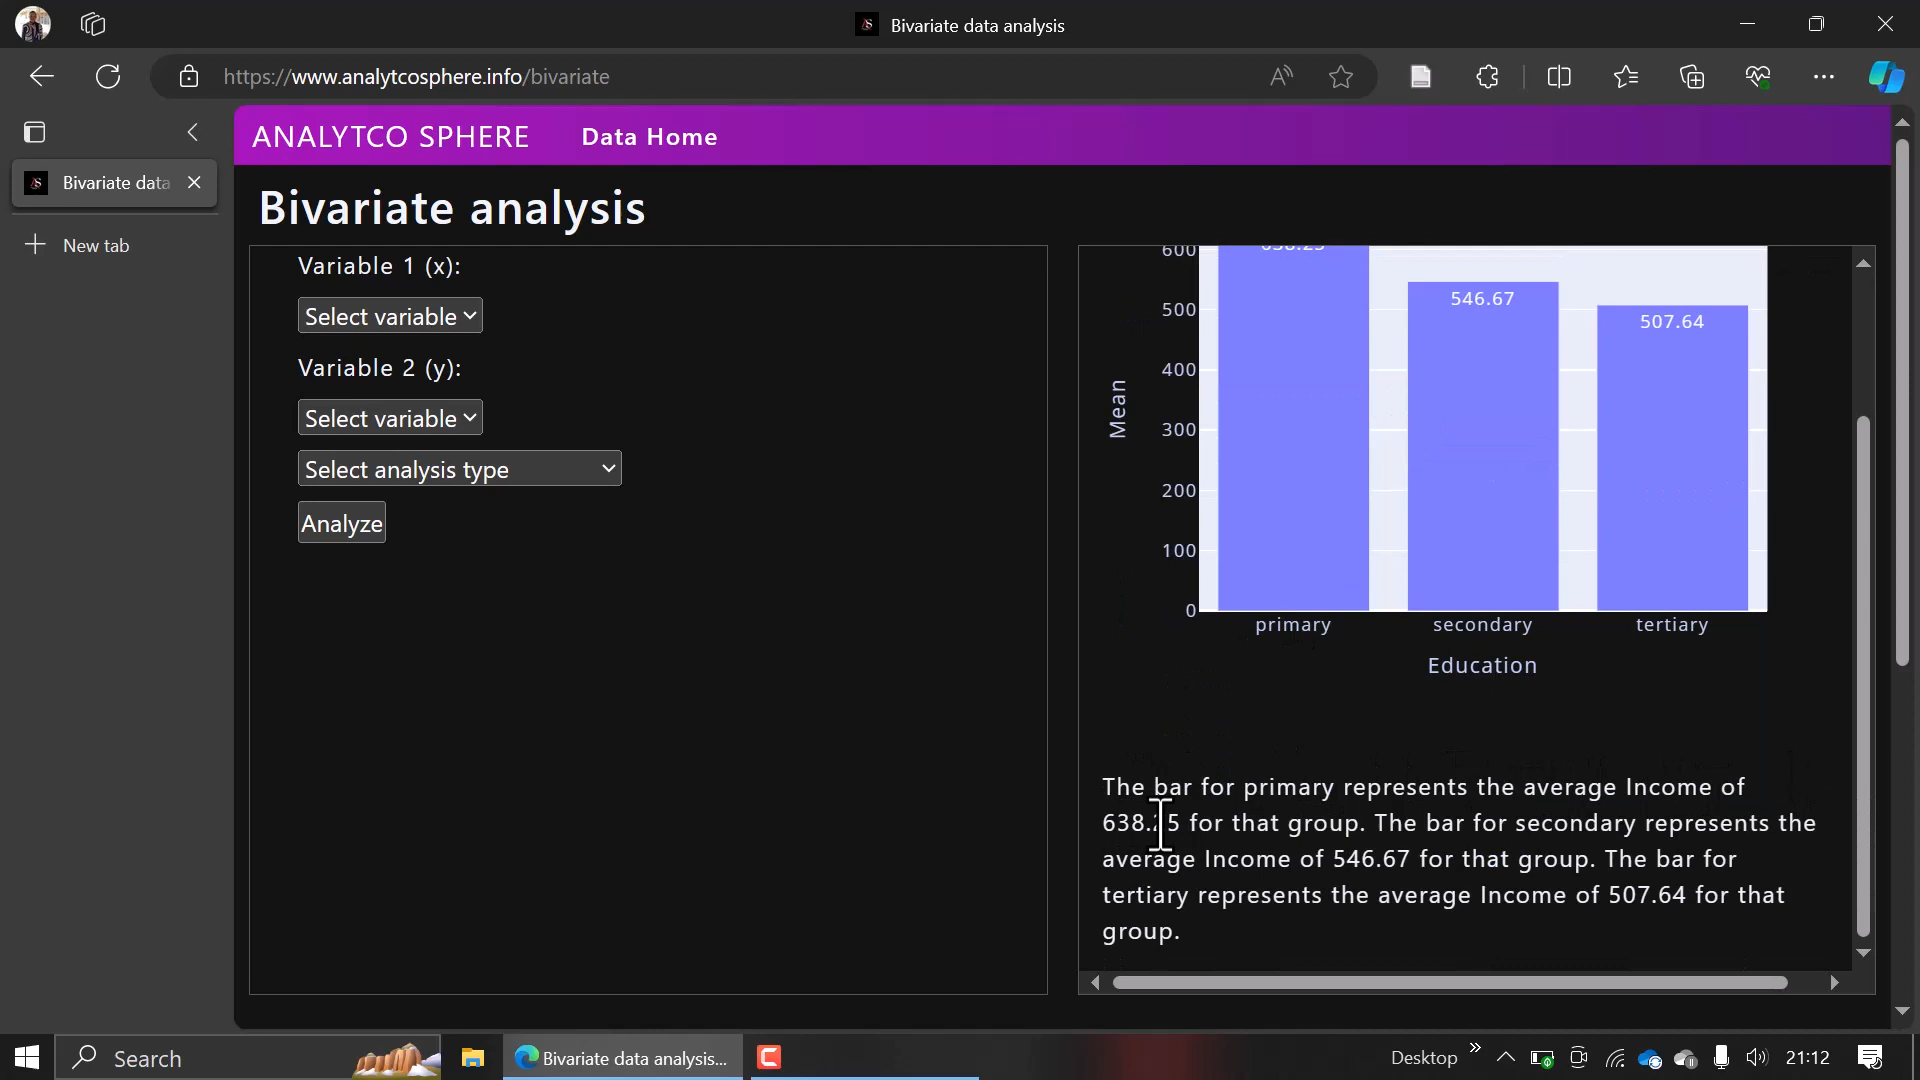 Bivariate data analysis
https://www.analytcosphere.info/bivariate
Bivariate data
New tab
ANALYTCO SPHERE
Data Home
Bivariate analysis
Variable 1 (x):
Select variable
Variable 2 (y):
Select variable
Select analysis type
Analyze
600
500
400
300
200
100
0
Mean
638.25
546.67
507.64
primary
secondary
tertiary
Education
The bar for primary represents the average Income of
638.25 for that group. The bar for secondary represents the
average Income of 546.67 for that group. The bar for
tertiary represents the average Income of 507.64 for that
group.
Search
Bivariate data analysis...
Desktop
21:12